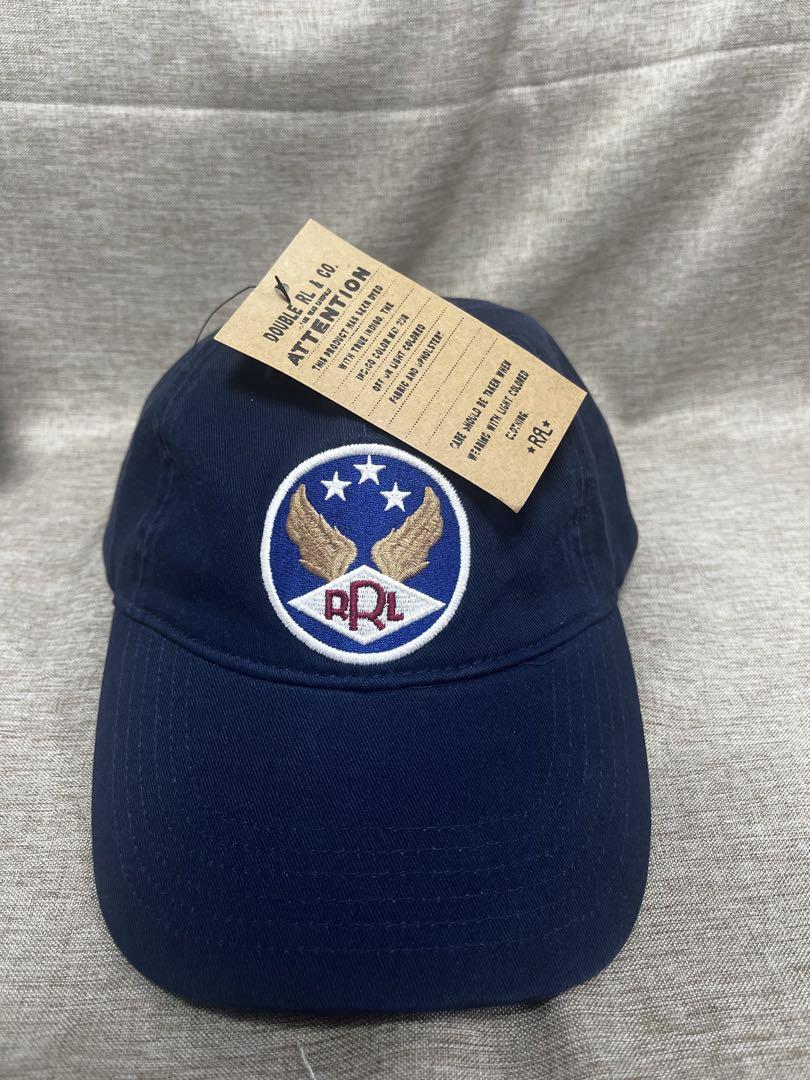 DOUBLE RL & CO.
ATTENTION
THIS PRODUCT HAS BEEN DYED
WITH TRUE INDIGO. THE
INDIGO COLOR MAY RUB
OFF ON LIGHT COLORED
FABRIC AND UPHOLSTERY
CARE SHOULD BE TAKEN WHEN
WEARING WITH LIGHT COLORED
CLOTHING.
★RRL★
RRL